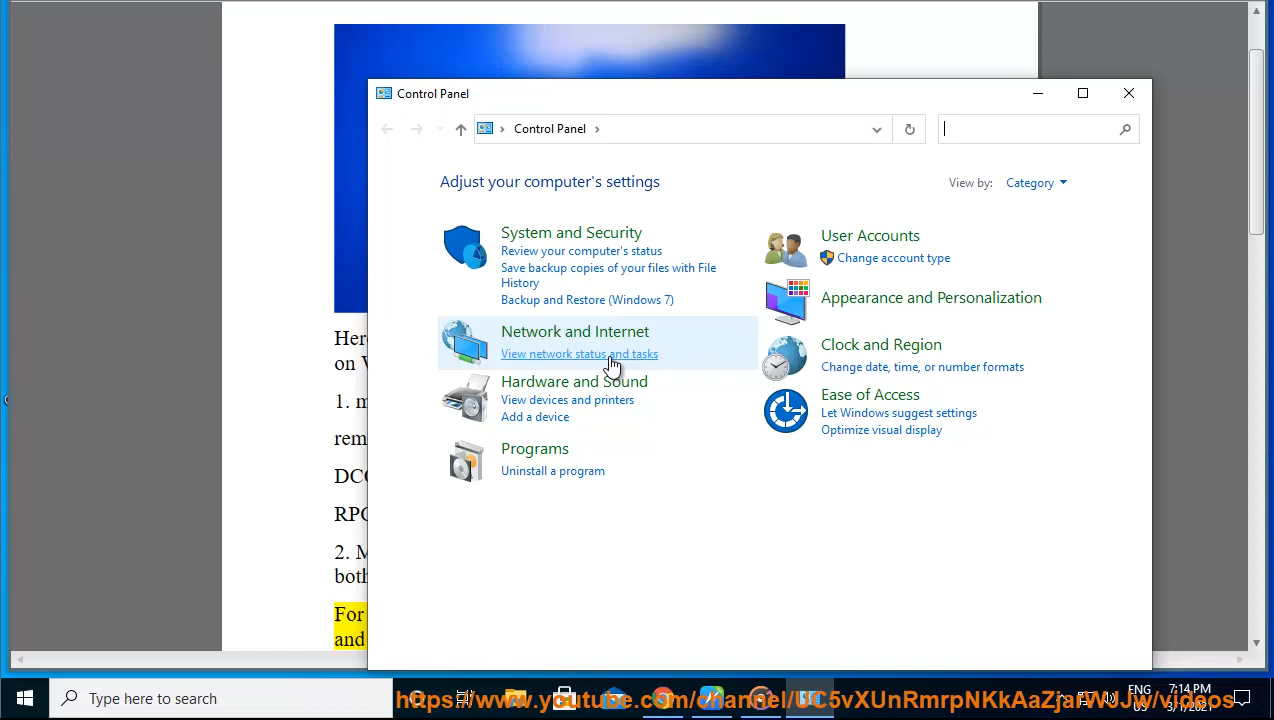 Control Panel
Control Panel
Adjust your computer's settings
View by: Category
System and Security
Review your computer's status
Save backup copies of your files with File
History
Backup and Restore (Windows 7)
Network and Internet
View network status and tasks
Hardware and Sound
View devices and printers
Add a device
Programs
Uninstall a program
User Accounts
Change account type
Appearance and Personalization
Clock and Region
Change date, time, or number formats
Ease of Access
Let Windows suggest settings
Optimize visual display
on
1. m
rem
2. M
both
For
and
Type here to search
ENG
7:14 PM